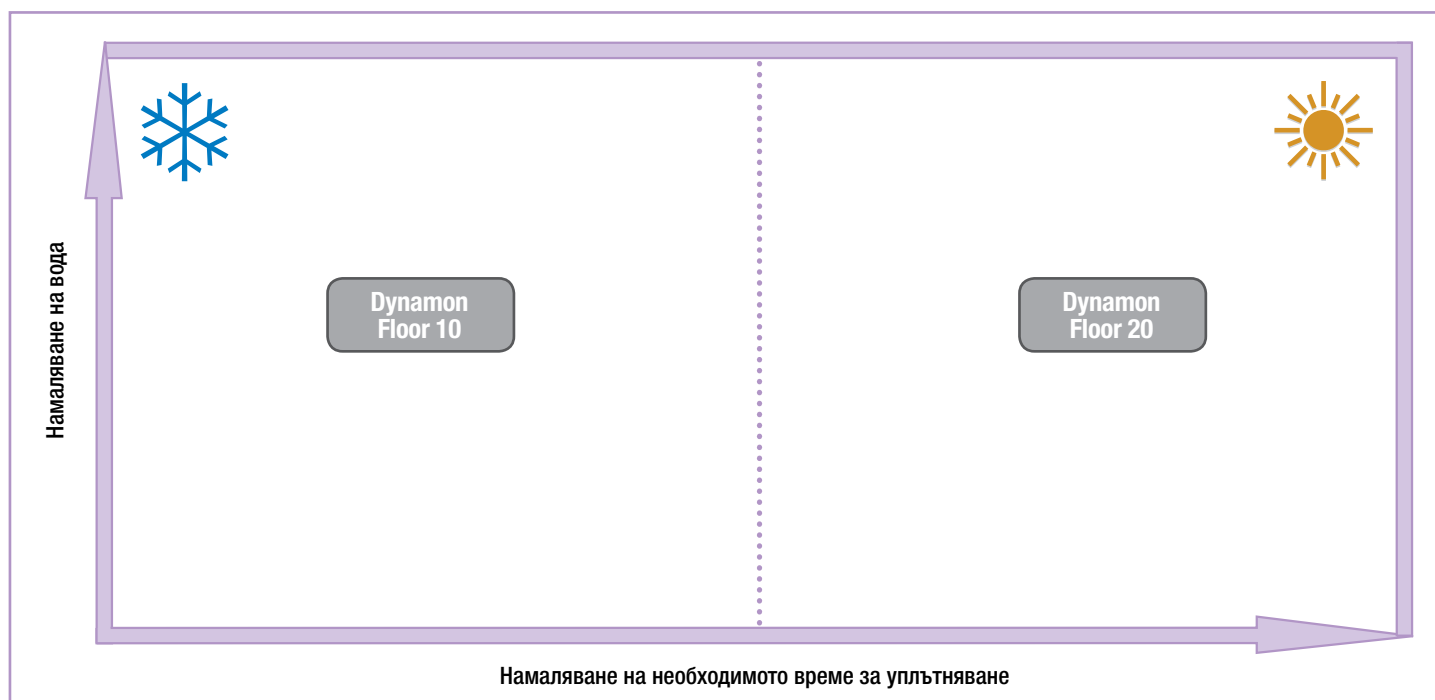 Намаляване на вода
Dynamon
Floor 10
Dynamon
Floor 20
Намаляване на необходимото време за уплътняване